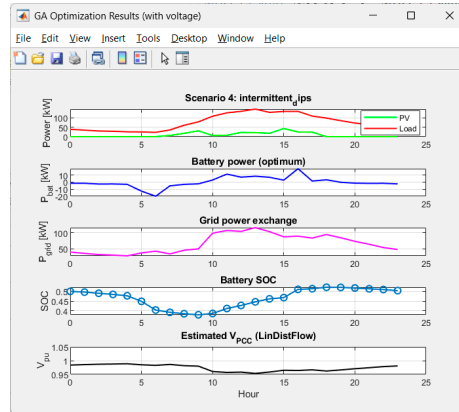 GA Optimization Results (with voltage)
File Edit View Insert Tools Desktop Window Help
Scenario 4: intermittent_dips
Power [kW]
100
50
0
PV
Load
0 5 10 15 20 25
Battery power (optimum)
P_bat [kW]
20
10
0
-10
-20
0 5 10 15 20 25
Grid power exchange
P_grid [kW]
100
50
0 5 10 15 20 25
Battery SOC
SOC
0.5
0.45
0.4
0 5 10 15 20 25
Estimated V_PCC (LinDistFlow)
V_pu
1.05
1
0.95
0 5 10 15 20 25
Hour